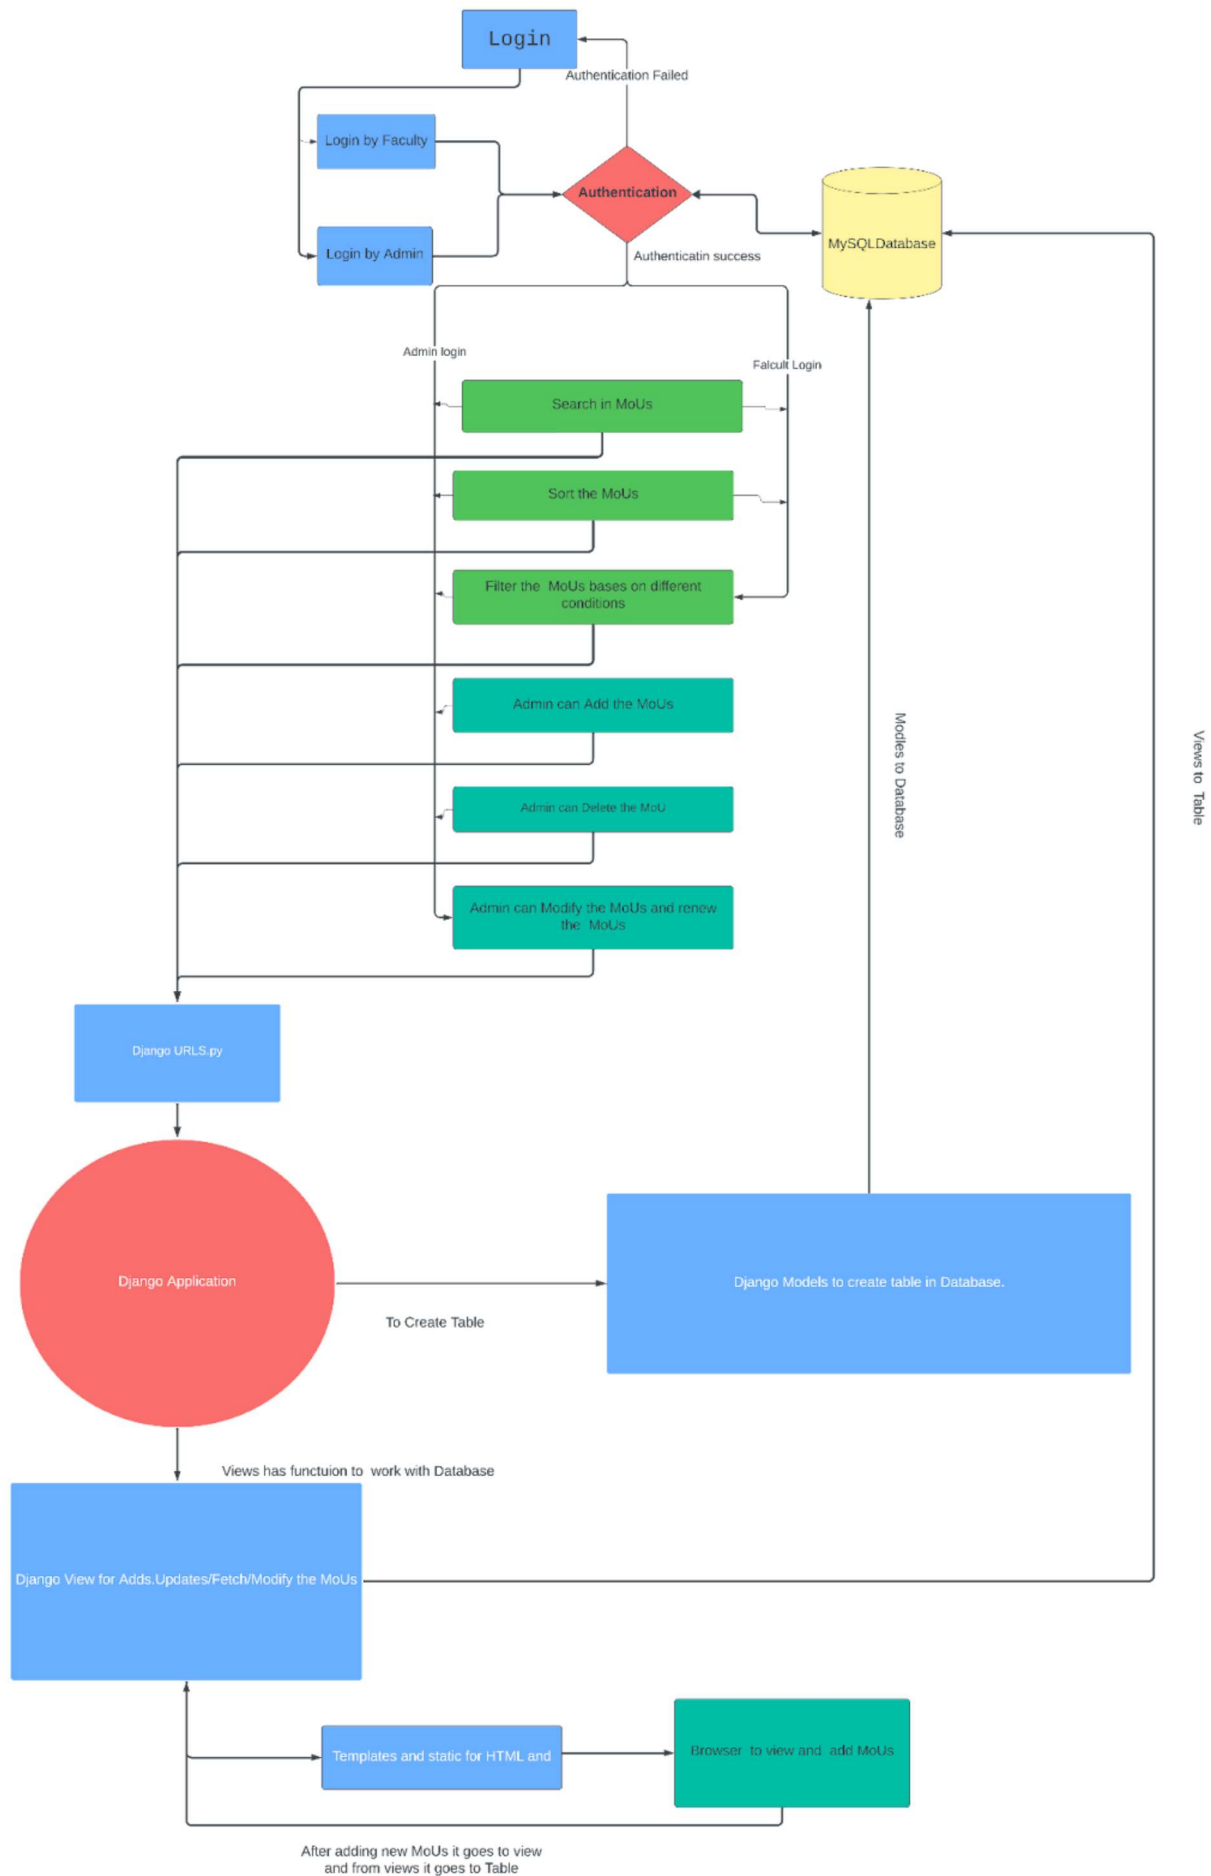 Login
Authentication Failed
Login by Faculty
Authentication
MySQLDatabase
Login by Admin
Authenticatin success
Admin login
Falcult Login
Search in MoUs
Sort the MoUs
Filter the  MoUs bases on different
conditions
Admin can Add the MoUs
Modles to Database
Views to  Table
Admin can Delete the MoU
Admin can Modify the MoUs and renew
the  MoUs
Django URLS.py
Django Application
Django Models to create table in Database.
To Create Table
Views has functuion to  work with Database
Django View for Adds.Updates/Fetch/Modify the MoUs
Templates and static for HTML and
Browser  to view and  add MoUs
After adding new MoUs it goes to view
and from views it goes to Table